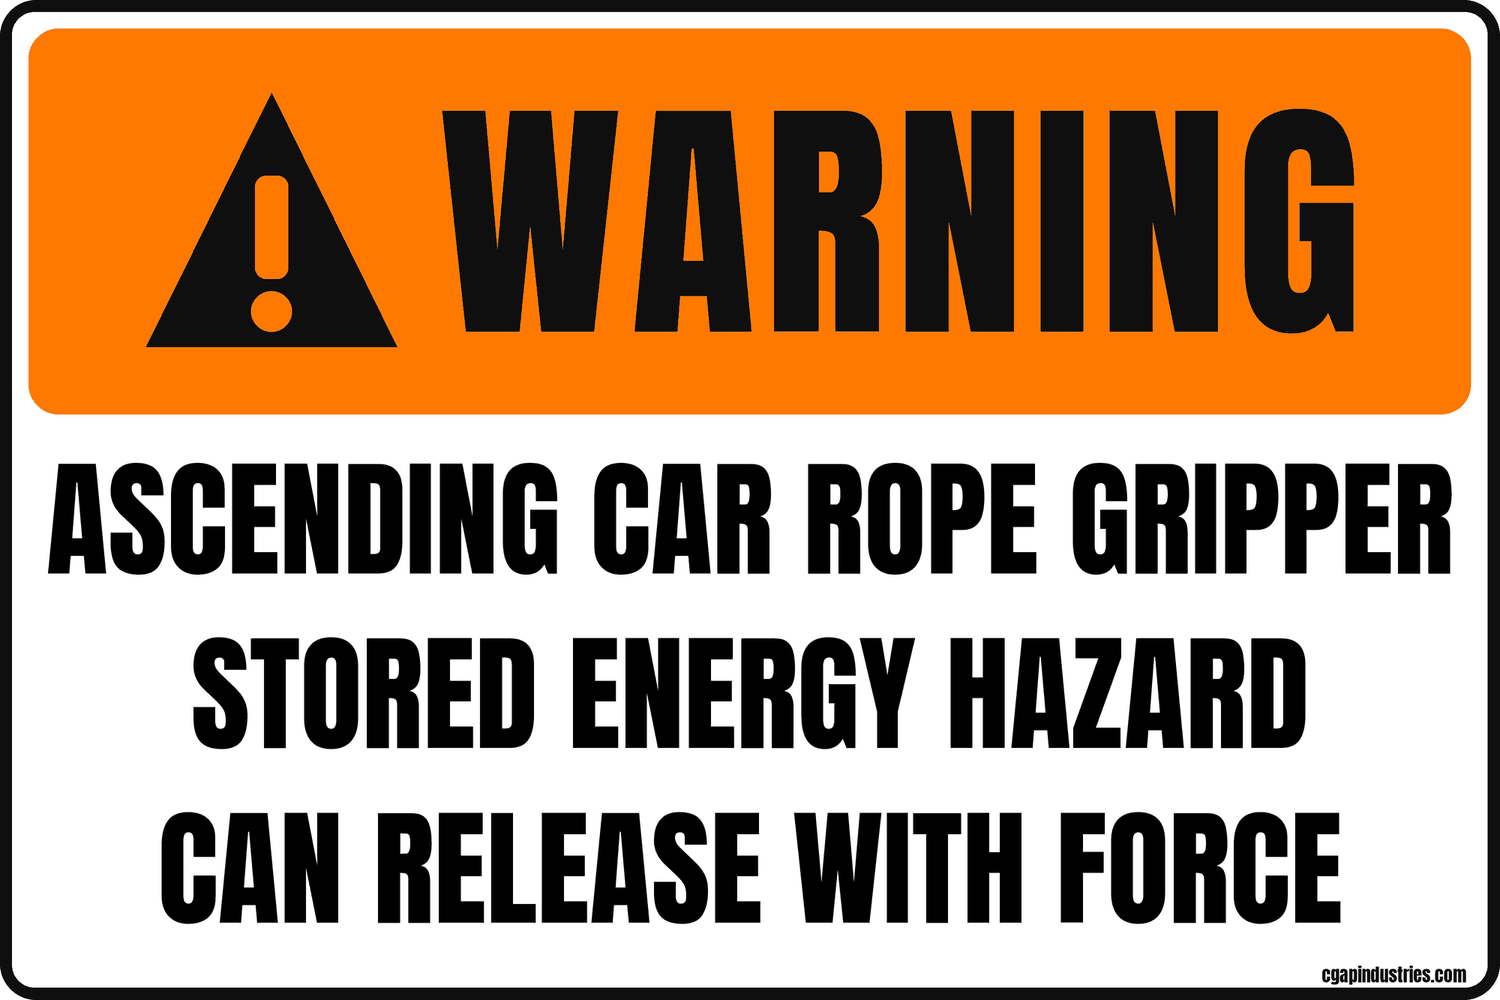 WARNING
ASCENDING CAR ROPE GRIPPER
STORED ENERGY HAZARD
CAN RELEASE WITH FORCE
cgapindustries.com